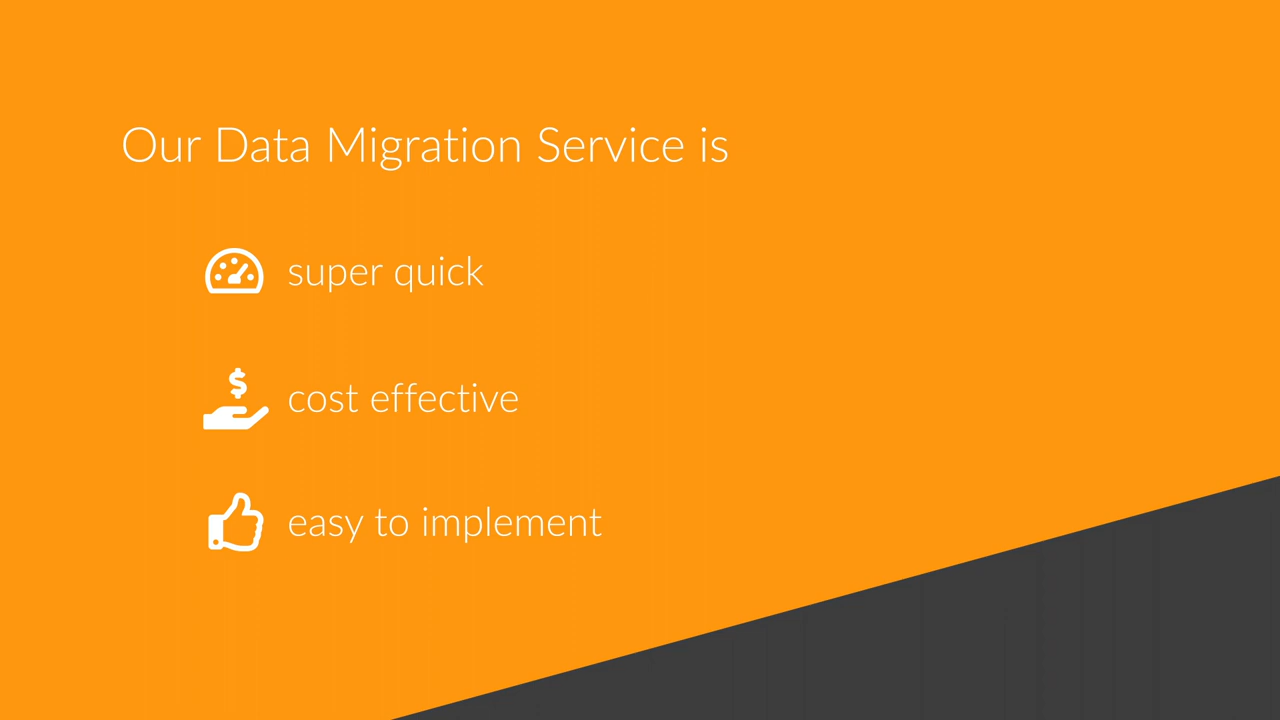 Our Data Migration Service is
super quick
cost effective
easy to implement